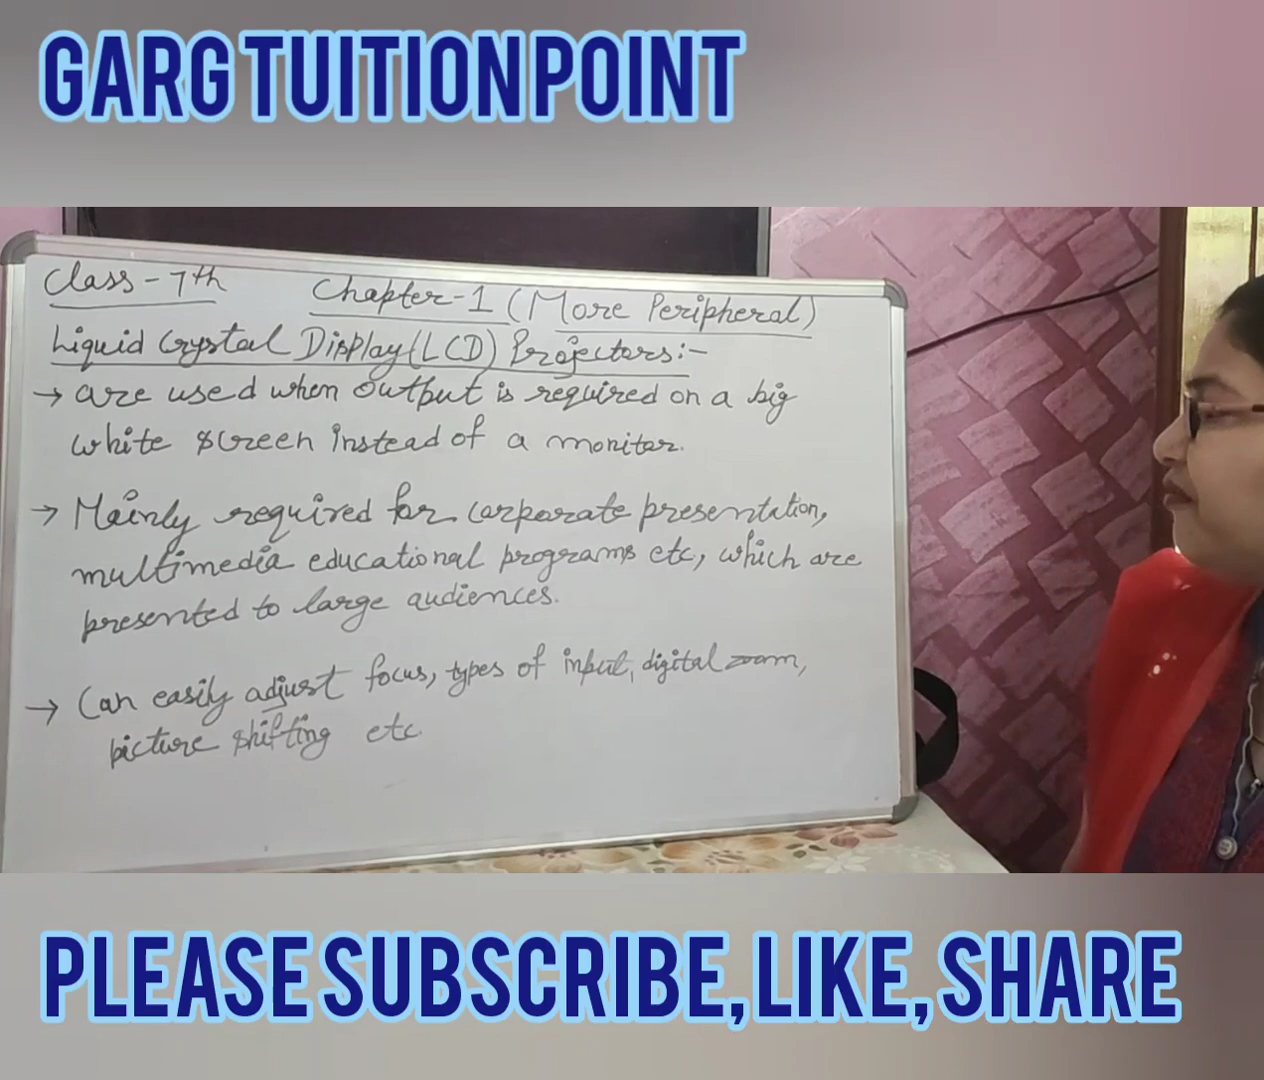 GARG TUITION POINT
Class - 7th
Chapter-1 (More Peripheral)
Liquid Crystal Display (LCD) Projectors:-
→ are used when output is required on a big
white screen instead of a monitor.
→ Mainly required for corporate presentation,
multimedia educational programs etc, which are
presented to large audiences.
→ Can easily adjust focus, types of input, digital zoom,
picture shifting etc
PLEASE SUBSCRIBE, LIKE, SHARE